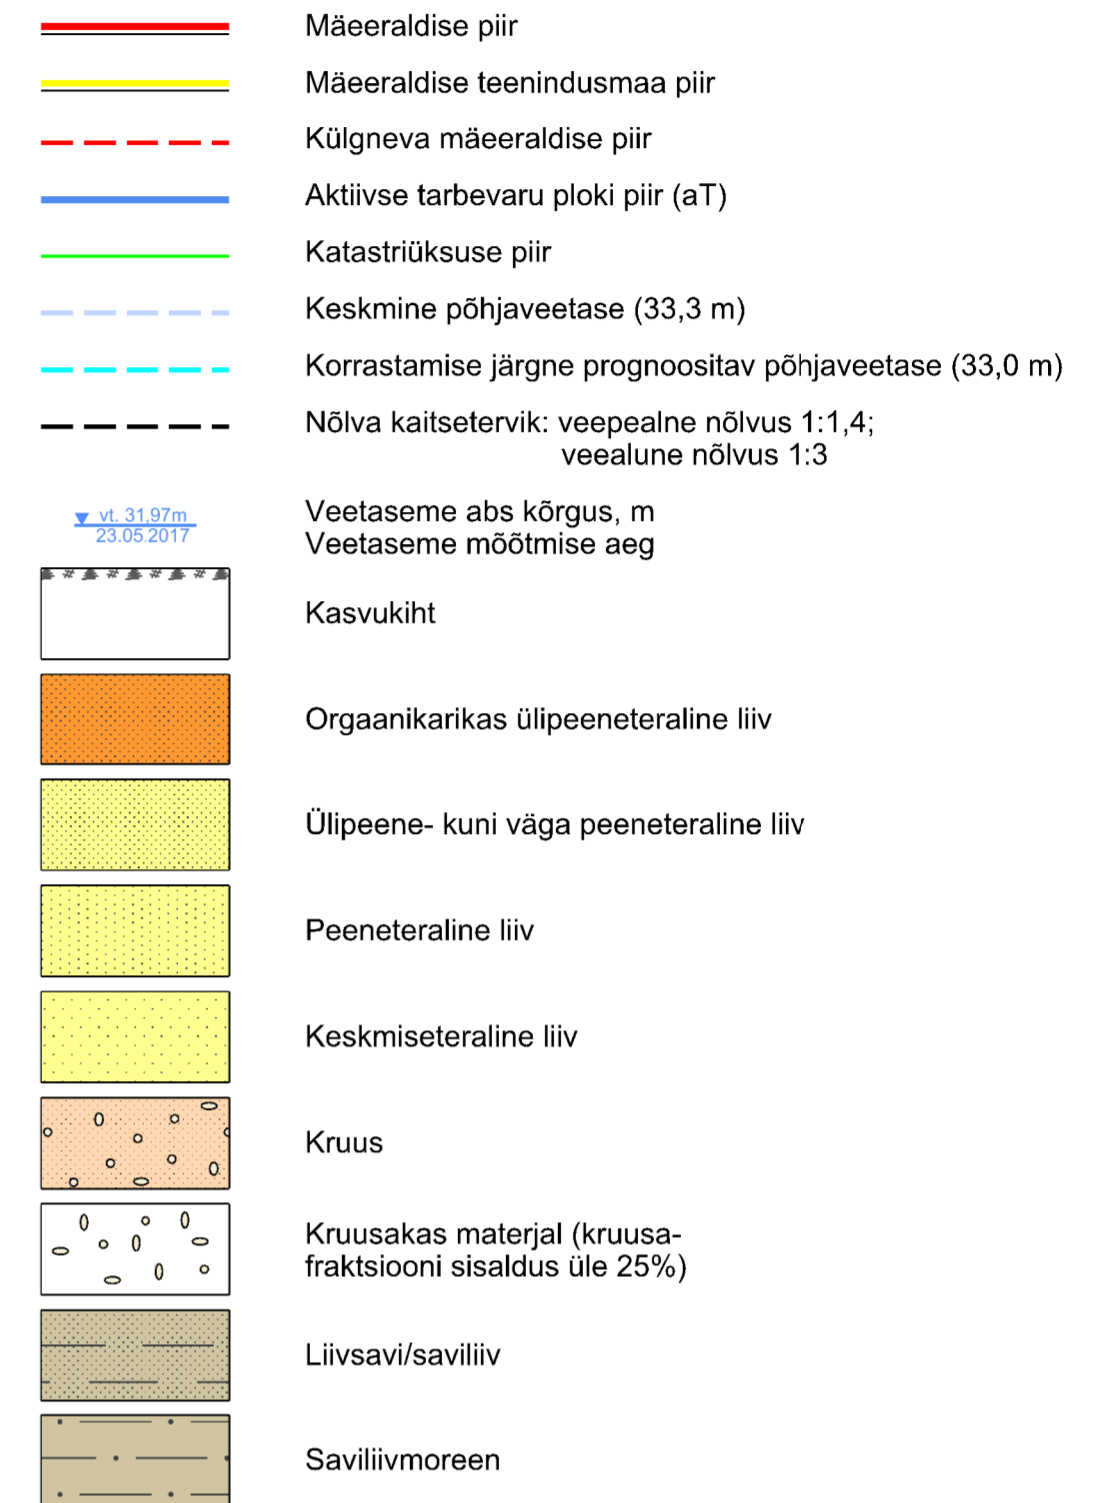 Mäeeraldise piir
Mäeeraldise teenindusmaa piir
Külgneva mäeeraldise piir
Aktiivse tarbevaru ploki piir (aT)
Katastriüksuse piir
Keskmine põhjaveetase (33,3 m)
Korrastamise järgne prognoositav põhjaveetase (33,0 m)
Nõlva kaitsetervik: veepealne nõlvus 1:1,4;
veealune nõlvus 1:3
vt. 31,97m
23.05.2017
Veetaseme abs kõrgus, m
Veetaseme mõõtmise aeg
Kasvukiht
Orgaanikarikas ülipeeneteraline liiv
Ülipeene- kuni väga peeneteraline liiv
Peeneteraline liiv
Keskmiseteraline liiv
Kruus
Kruusakas materjal (kruusa-
fraktsiooni sisaldus üle 25%)
Liivsavi/saviliiv
Saviliivmoreen